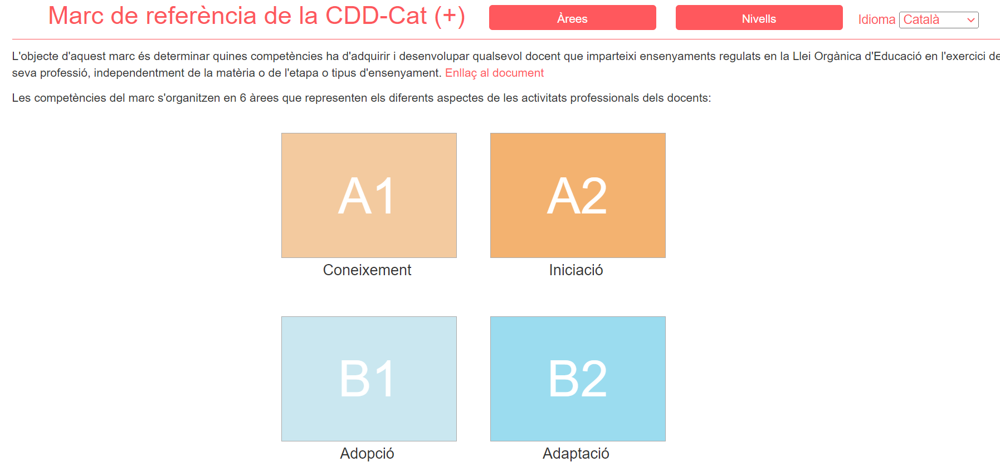 Marc de referència de la CDD-Cat (+)
Àrees
Nivells
Idioma Català
L'objecte d'aquest marc és determinar quines competències ha d'adquirir i desenvolupar qualsevol docent que imparteixi ensenyaments regulats en la Llei Orgànica d'Educació en l'exercici de
seva professió, independentment de la matèria o de l'etapa o tipus d'ensenyament. Enllaç al document
Les competències del marc s'organitzen en 6 àrees que representen els diferents aspectes de les activitats professionals dels docents:
A1
A2
Coneixement
Iniciació
B1
B2
Adopció
Adaptació